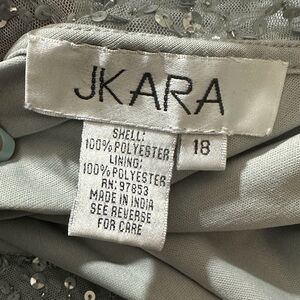 JKARA
18
SHELL:
100% POLYESTER
LINING:
100% POLYESTER
RN: 97853
MADE IN INDIA
SEE REVERSE
FOR CARE